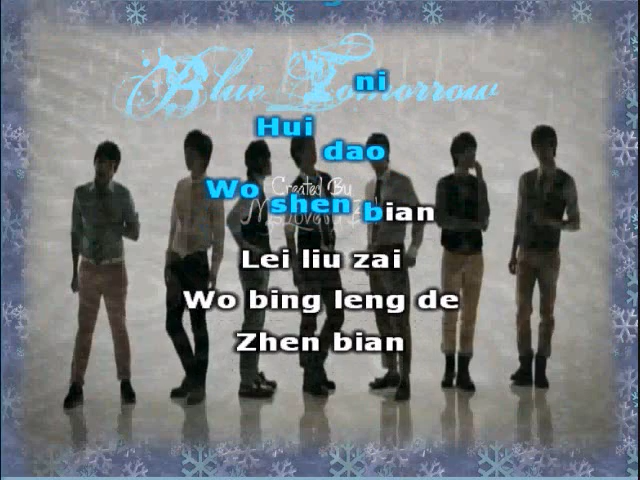 Blue Tomorrow
ni
Hui
dao
Wo shen bian
Created By
Lei liu zai
Wo bing leng de
Zhen bian